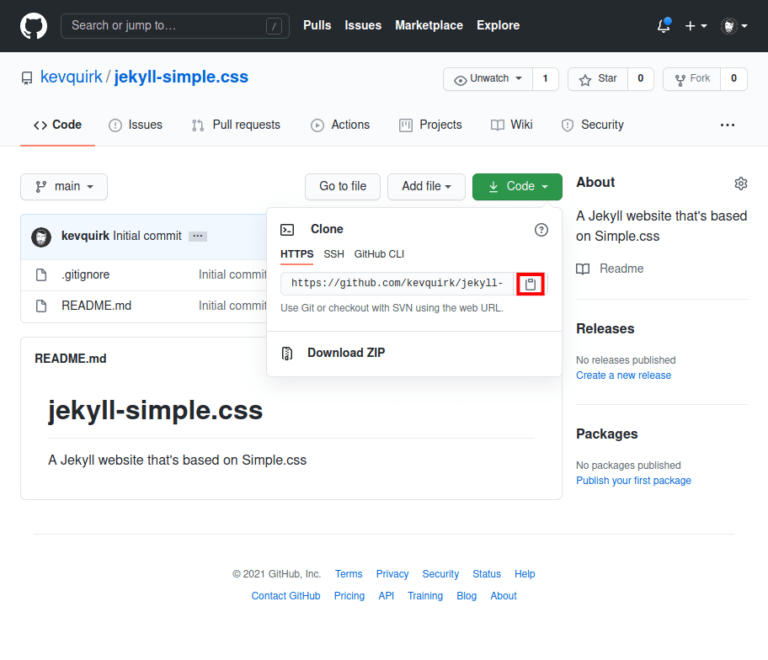 Search or jump to… /
Pulls Issues Marketplace Explore
kevquirk / jekyll-simple.css
Unwatch 1 Star 0 Fork 0
Code Issues Pull requests Actions Projects Wiki Security ...
main Go to file Add file Code
kevquirk Initial commit ...
.gitignore Initial commit
README.md Initial commit
Clone ?
HTTPS SSH GitHub CLI
https://github.com/kevquirk/jekyll-
Use Git or checkout with SVN using the web URL.
Download ZIP
README.md
jekyll-simple.css
A Jekyll website that's based on Simple.css
About
A Jekyll website that's based
on Simple.css
Readme
Releases
No releases published
Create a new release
Packages
No packages published
Publish your first package
© 2021 GitHub, Inc. Terms Privacy Security Status Help
Contact GitHub Pricing API Training Blog About